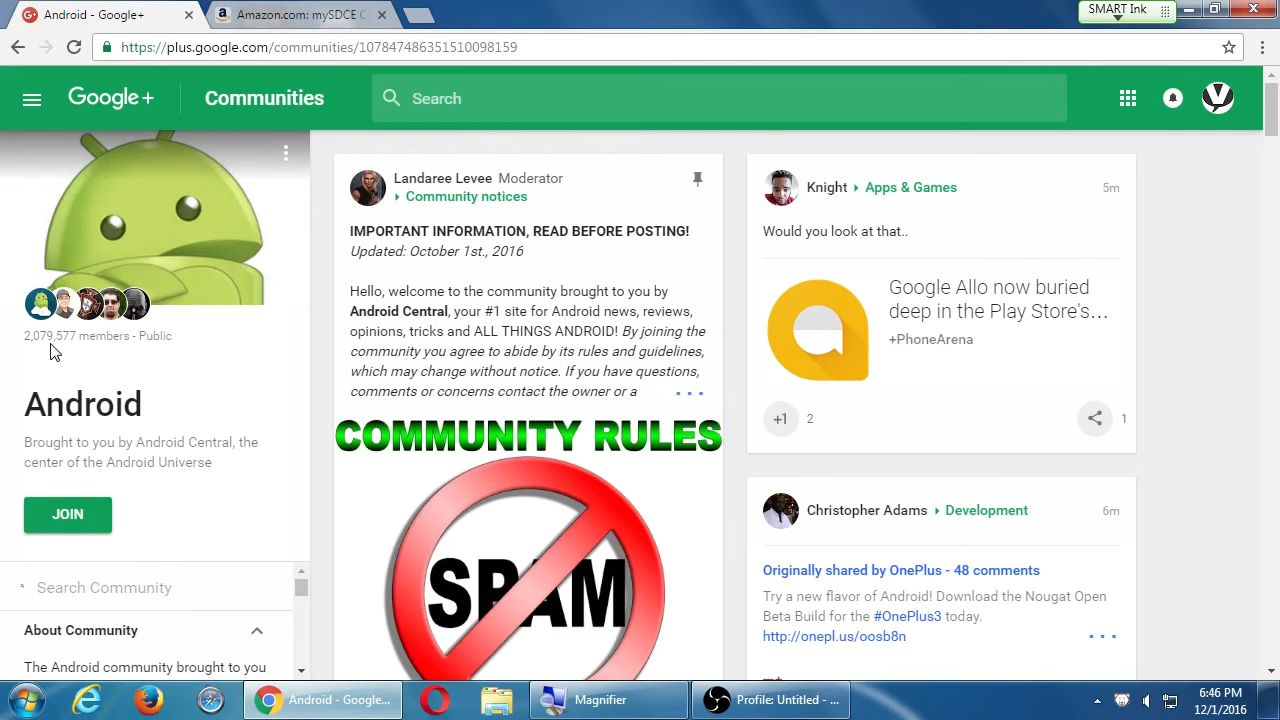 Android - Google+
Amazon.com: mySDCE C
SMART Ink
https://plus.google.com/communities/107847486351510098159
Google+
Communities
Search
2,079,577 members - Public
Android
Brought to you by Android Central, the
center of the Android Universe
JOIN
Search Community
About Community
The Android community brought to you
Landaree Levee Moderator
Community notices
IMPORTANT INFORMATION, READ BEFORE POSTING!
Updated: October 1st., 2016
Hello, welcome to the community brought to you by
Android Central, your #1 site for Android news, reviews,
opinions, tricks and ALL THINGS ANDROID! By joining the
community you agree to abide by its rules and guidelines,
which may change without notice. If you have questions,
comments or concerns contact the owner or a
COMMUNITY RULES
SPAM
Knight Apps & Games
5m
Would you look at that..
Google Allo now buried
deep in the Play Store's...
+PhoneArena
+1 2
1
Christopher Adams Development
6m
Originally shared by OnePlus - 48 comments
Try a new flavor of Android! Download the Nougat Open
Beta Build for the #OnePlus3 today.
http://onepl.us/oosb8n
Android - Google...
Magnifier
Profile: Untitled - ...
6:46 PM
12/1/2016